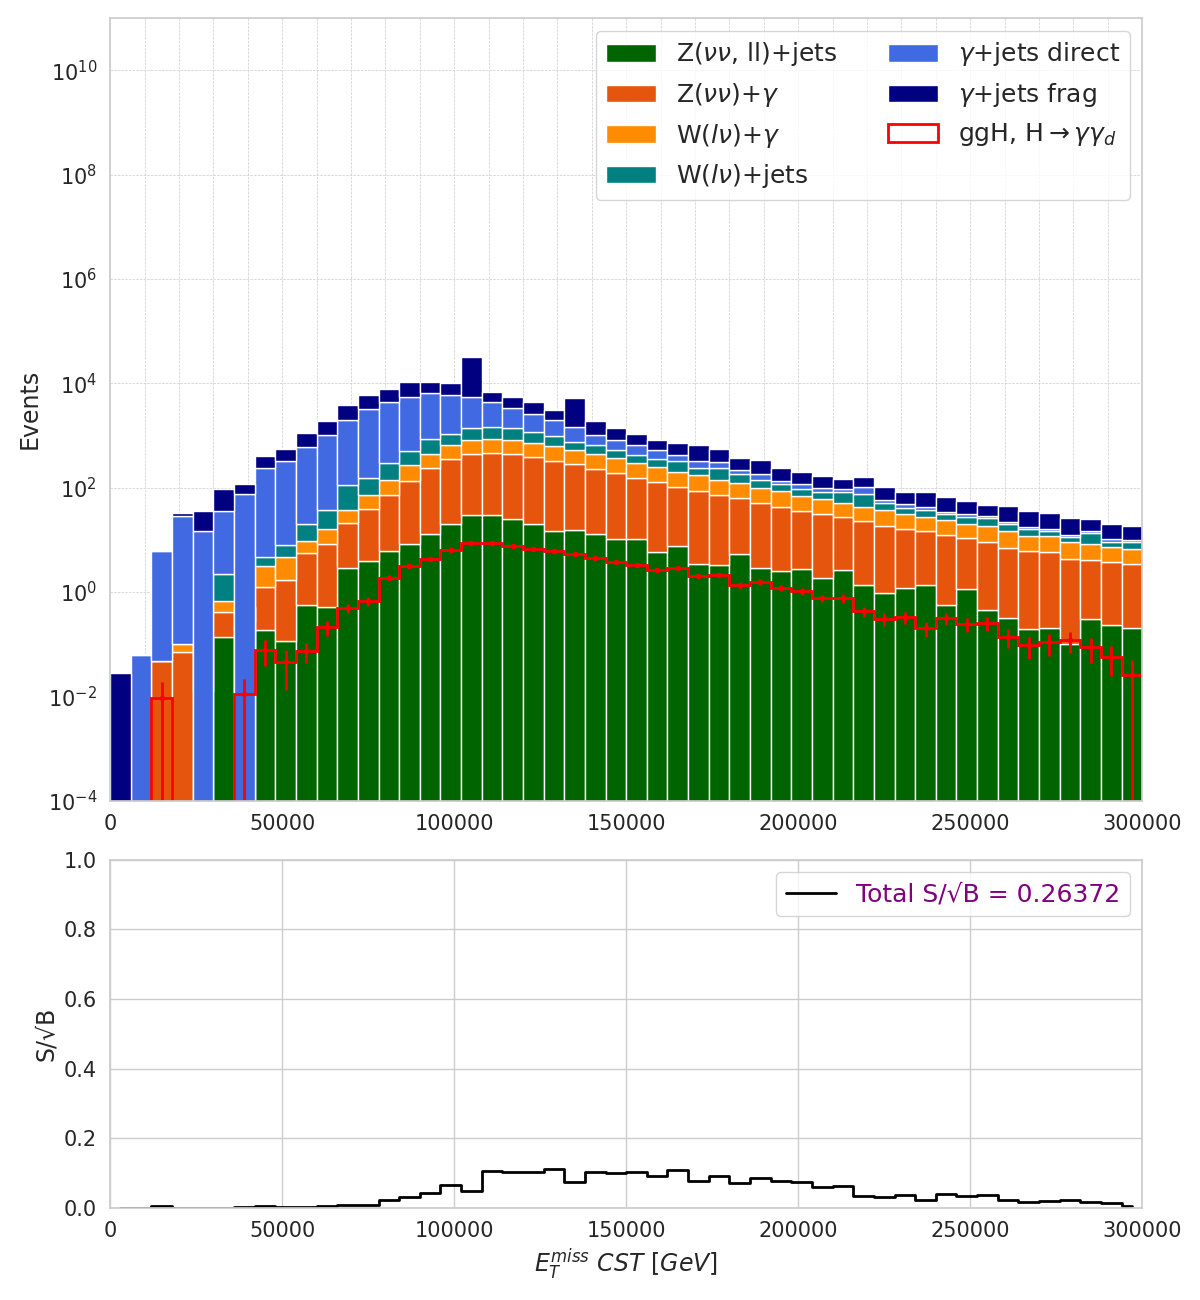 Z(νν, ll)+jets
Z(νν)+γ
W(lν)+γ
W(lν)+jets
γ+jets direct
γ+jets frag
ggH, H→γγ_d
Events
10^10
10^8
10^6
10^4
10^2
10^0
10^−2
10^−4
0 50000 100000 150000 200000 250000 300000
Total S/√B = 0.26372
S/√B
1.0
0.8
0.6
0.4
0.2
0.0
0 50000 100000 150000 200000 250000 300000
E_T^miss CST [GeV]